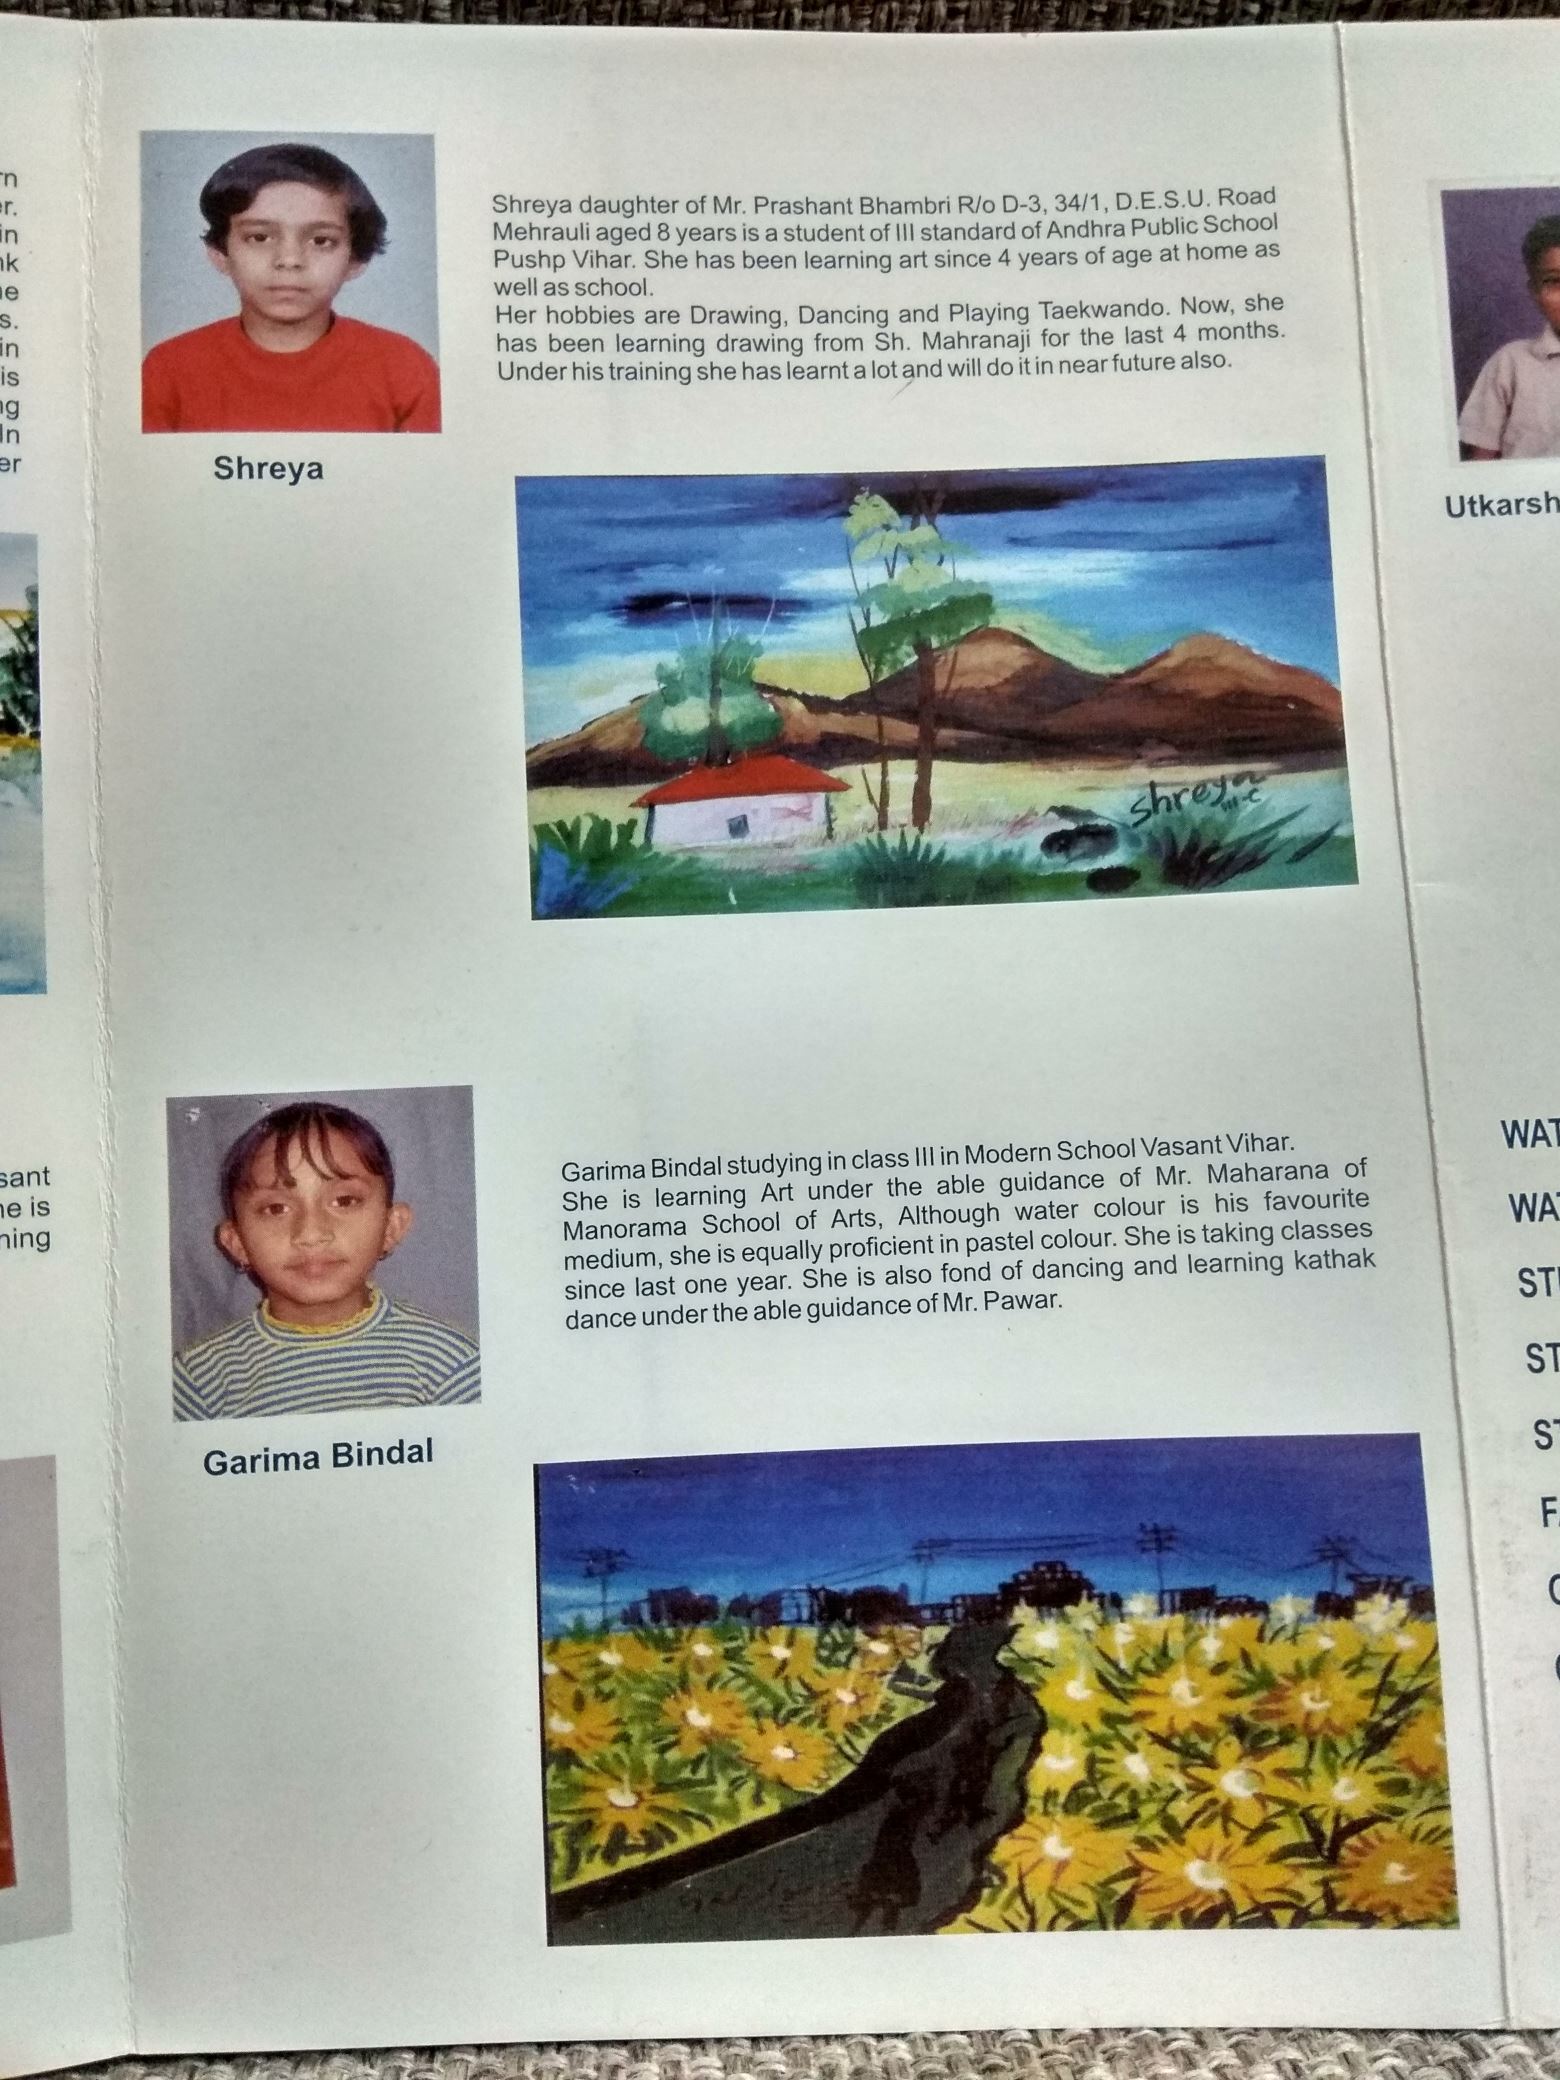 rn
er.
in
nk
ne
s.
in
is
ng
In
er
Shreya daughter of Mr. Prashant Bhambri R/o D-3, 34/1, D.E.S.U. Road
Mehrauli aged 8 years is a student of III standard of Andhra Public School
Pushp Vihar. She has been learning art since 4 years of age at home as
well as school.
Her hobbies are Drawing, Dancing and Playing Taekwando. Now, she
has been learning drawing from Sh. Mahranaji for the last 4 months.
Under his training she has learnt a lot and will do it in near future also.
Shreya
Shreya
III-C
sant
ne is
ning
Garima Bindal studying in class III in Modern School Vasant Vihar.
She is learning Art under the able guidance of Mr. Maharana of
Manorama School of Arts, Although water colour is his favourite
medium, she is equally proficient in pastel colour. She is taking classes
since last one year. She is also fond of dancing and learning kathak
dance under the able guidance of Mr. Pawar.
Garima Bindal
Utkarsh
WAT
WA
ST
ST
ST
F